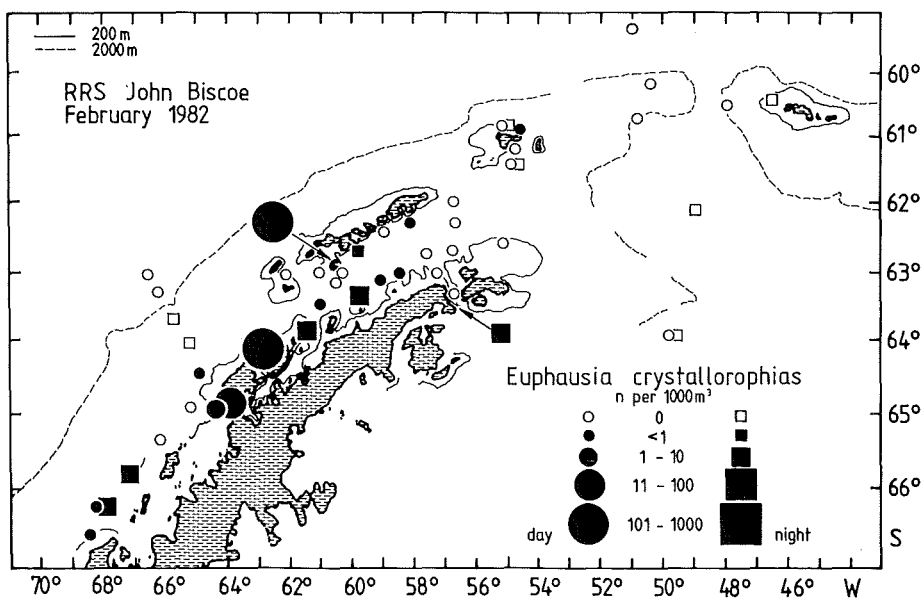 200 m
2000 m
RRS John Biscoe
February 1982
60°
61°
62°
63°
64°
65°
66°
S
Euphausia crystallorophias
n per 1000 m³
0
<1
1 - 10
11 - 100
day 101 - 1000 night
70° 68° 66° 64° 62° 60° 58° 56° 54° 52° 50° 48° 46° W